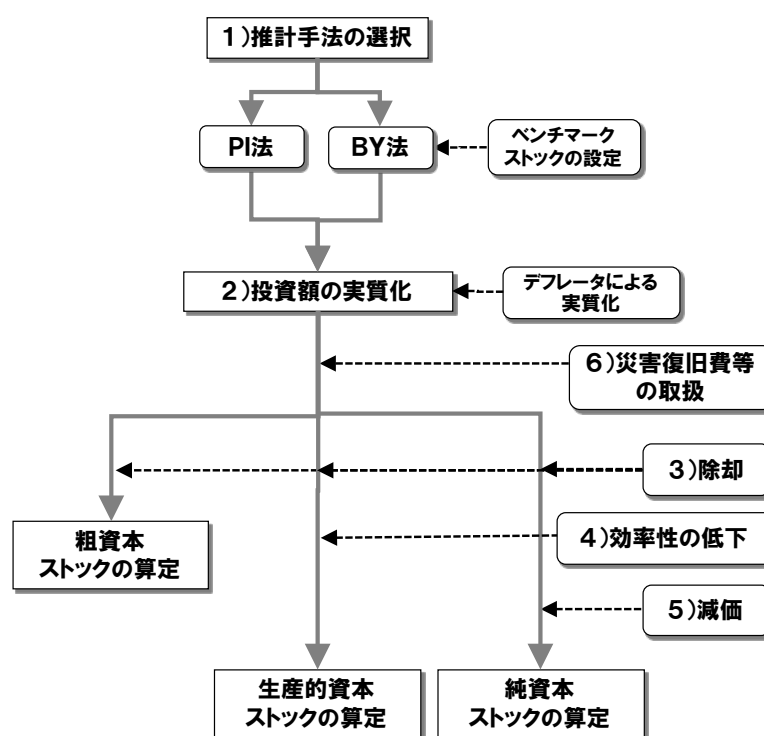 1)推計手法の選択
PI法
BY法
ベンチマーク
ストックの設定
2)投資額の実質化
デフレータによる
実質化
6)災害復旧費等
の取扱
3)除却
粗資本
ストックの算定
4)効率性の低下
5)減価
生産的資本
ストックの算定
純資本
ストックの算定